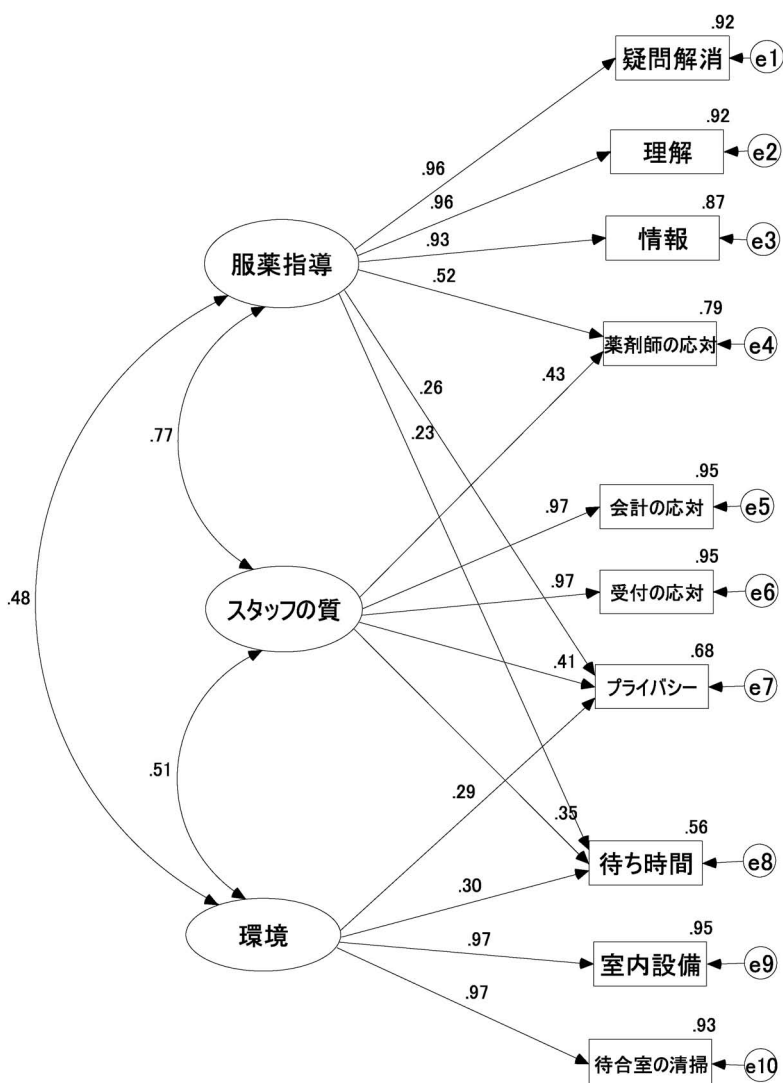 .92
疑問解消
e1
.92
理解
e2
.96
.96
.87
情報
e3
.93
服薬指導
.52
.79
薬剤師の応対
e4
.43
.26
.23
.77
.95
会計の応対
e5
.97
.95
受付の応対
e6
.97
スタッフの質
.48
.41
.68
プライバシー
e7
.51
.29
.35
.56
待ち時間
e8
.30
環境
.95
室内設備
e9
.97
.97
.93
待合室の清掃
e10